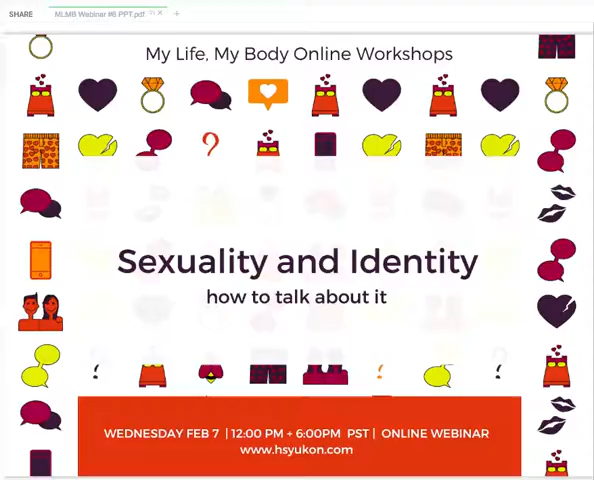 SHARE
MLMB Webinar #6 PPT.pdf
My Life, My Body Online Workshops
Sexuality and Identity
how to talk about it
WEDNESDAY FEB 7 | 12:00 PM + 6:00PM PST | ONLINE WEBINAR
www.hsyukon.com